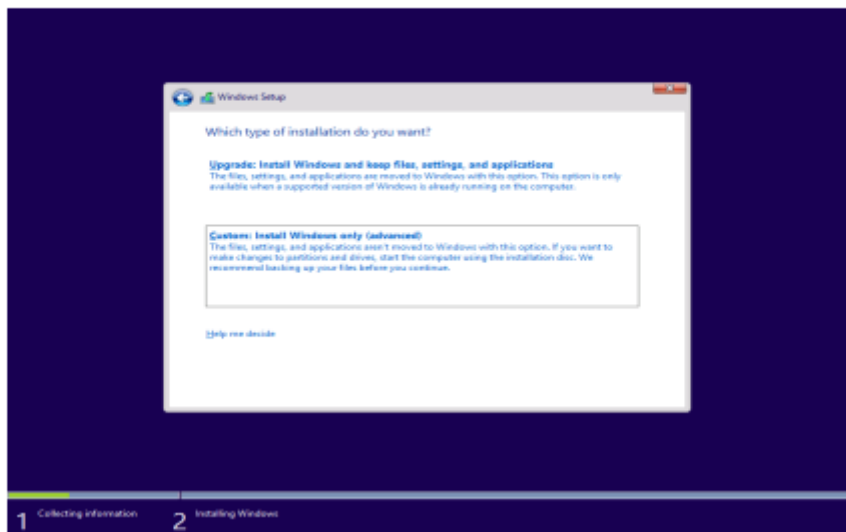 Windows Setup
Which type of installation do you want?
Upgrade: Install Windows and keep files, settings, and applications
The files, settings, and applications are moved to Windows with this option. This option is only
available when a supported version of Windows is already running on the computer.
Custom: Install Windows only (advanced)
The files, settings, and applications aren't moved to Windows with this option. If you want to
make changes to partitions and drives, start the computer using the installation disc. We
recommend backing up your files before you continue.
Help me decide
1 Collecting information 2 Installing Windows